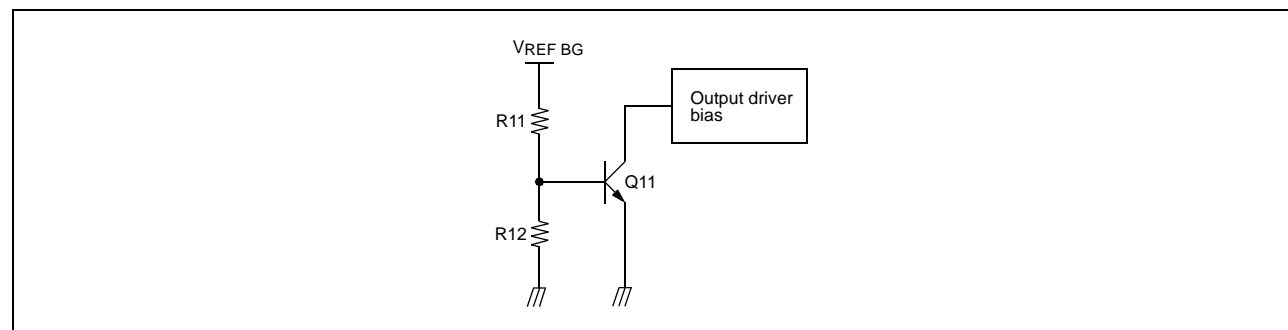 VREF BG
R11
Output driver
bias
Q11
R12